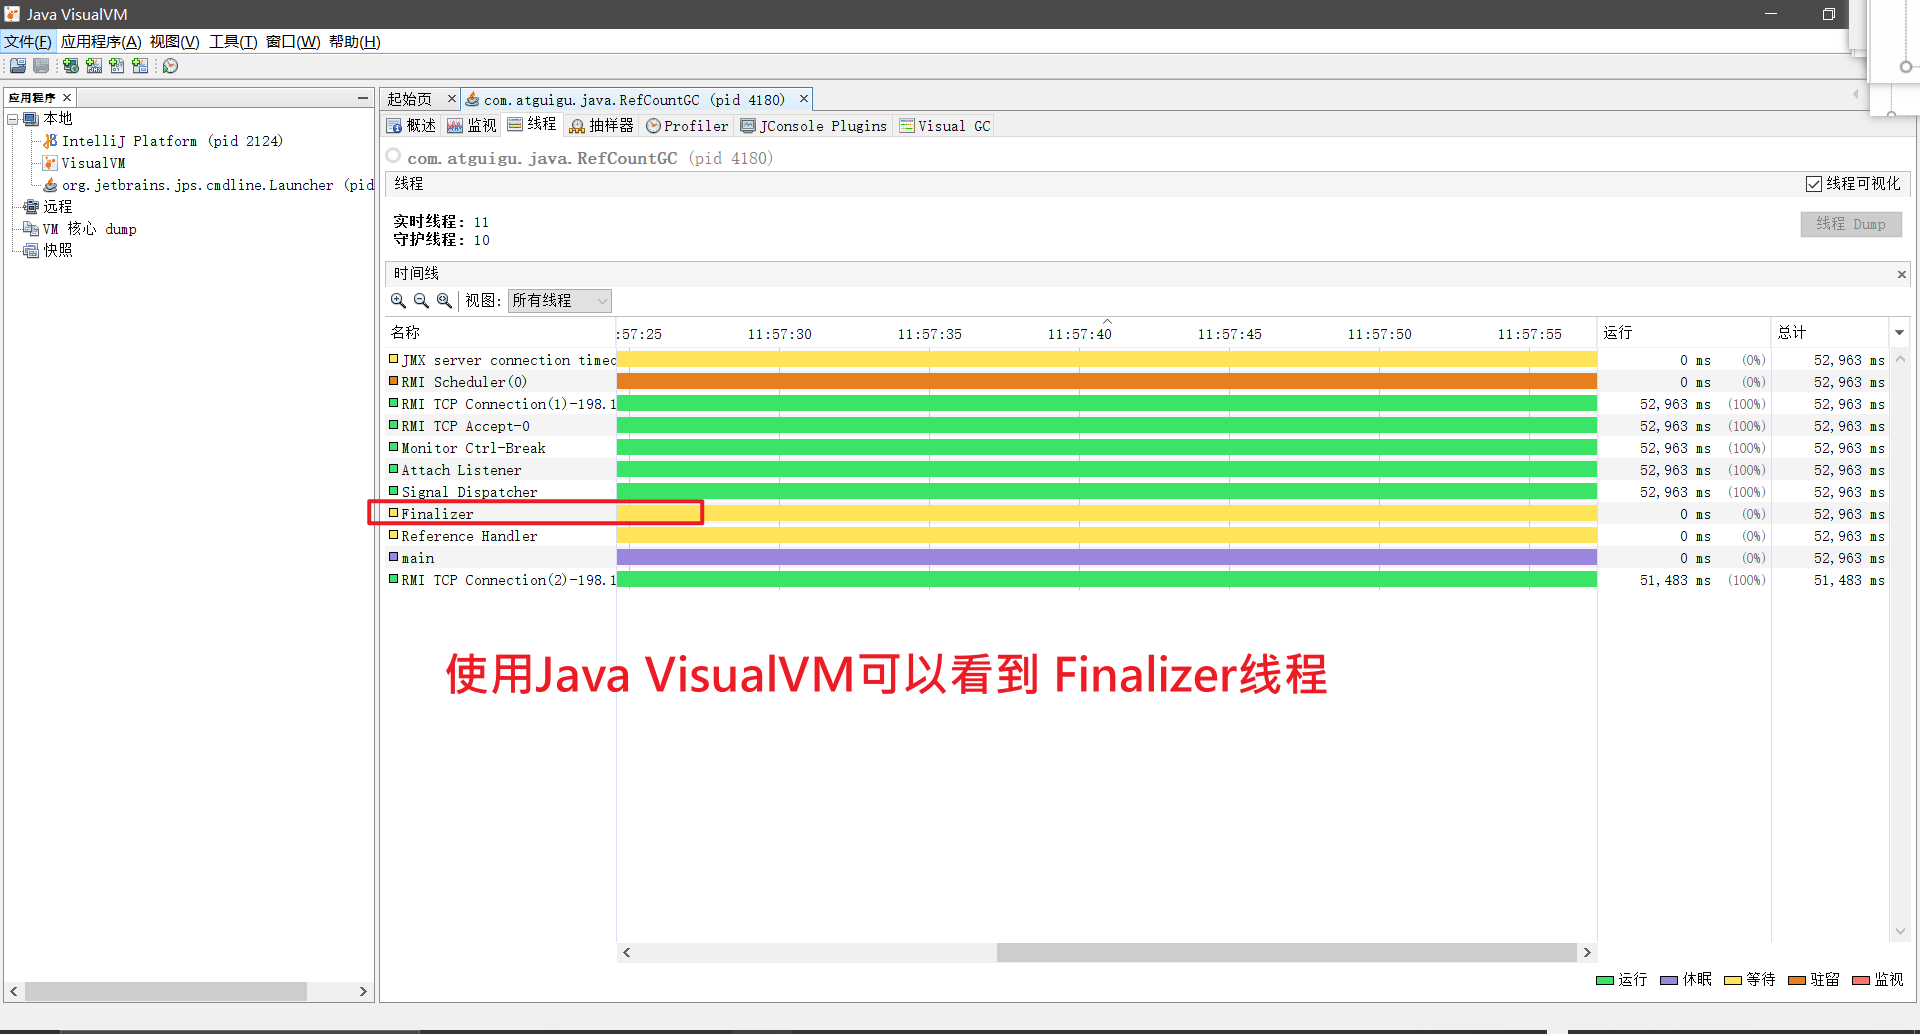 Java VisualVM
文件(F) 应用程序(A) 视图(V) 工具(T) 窗口(W) 帮助(H)
应用程序
本地
IntelliJ Platform (pid 2124)
VisualVM
org.jetbrains.jps.cmdline.Launcher (pid
远程
VM 核心 dump
快照
起始页 com.atguigu.java.RefCountGC (pid 4180)
概述 监视 线程 抽样器 Profiler JConsole Plugins Visual GC
com.atguigu.java.RefCountGC (pid 4180)
线程 线程可视化
实时线程: 11
守护线程: 10
线程 Dump
时间线
视图: 所有线程
名称 :57:25 11:57:30 11:57:35 11:57:40 11:57:45 11:57:50 11:57:55 运行 总计
JMX server connection timeo 0 ms (0%) 52,963 ms
RMI Scheduler(0) 0 ms (0%) 52,963 ms
RMI TCP Connection(1)-198.1 52,963 ms (100%) 52,963 ms
RMI TCP Accept-0 52,963 ms (100%) 52,963 ms
Monitor Ctrl-Break 52,963 ms (100%) 52,963 ms
Attach Listener 52,963 ms (100%) 52,963 ms
Signal Dispatcher 52,963 ms (100%) 52,963 ms
Finalizer 0 ms (0%) 52,963 ms
Reference Handler 0 ms (0%) 52,963 ms
main 0 ms (0%) 52,963 ms
RMI TCP Connection(2)-198.1 51,483 ms (100%) 51,483 ms
使用Java VisualVM可以看到 Finalizer线程
运行 休眠 等待 驻留 监视